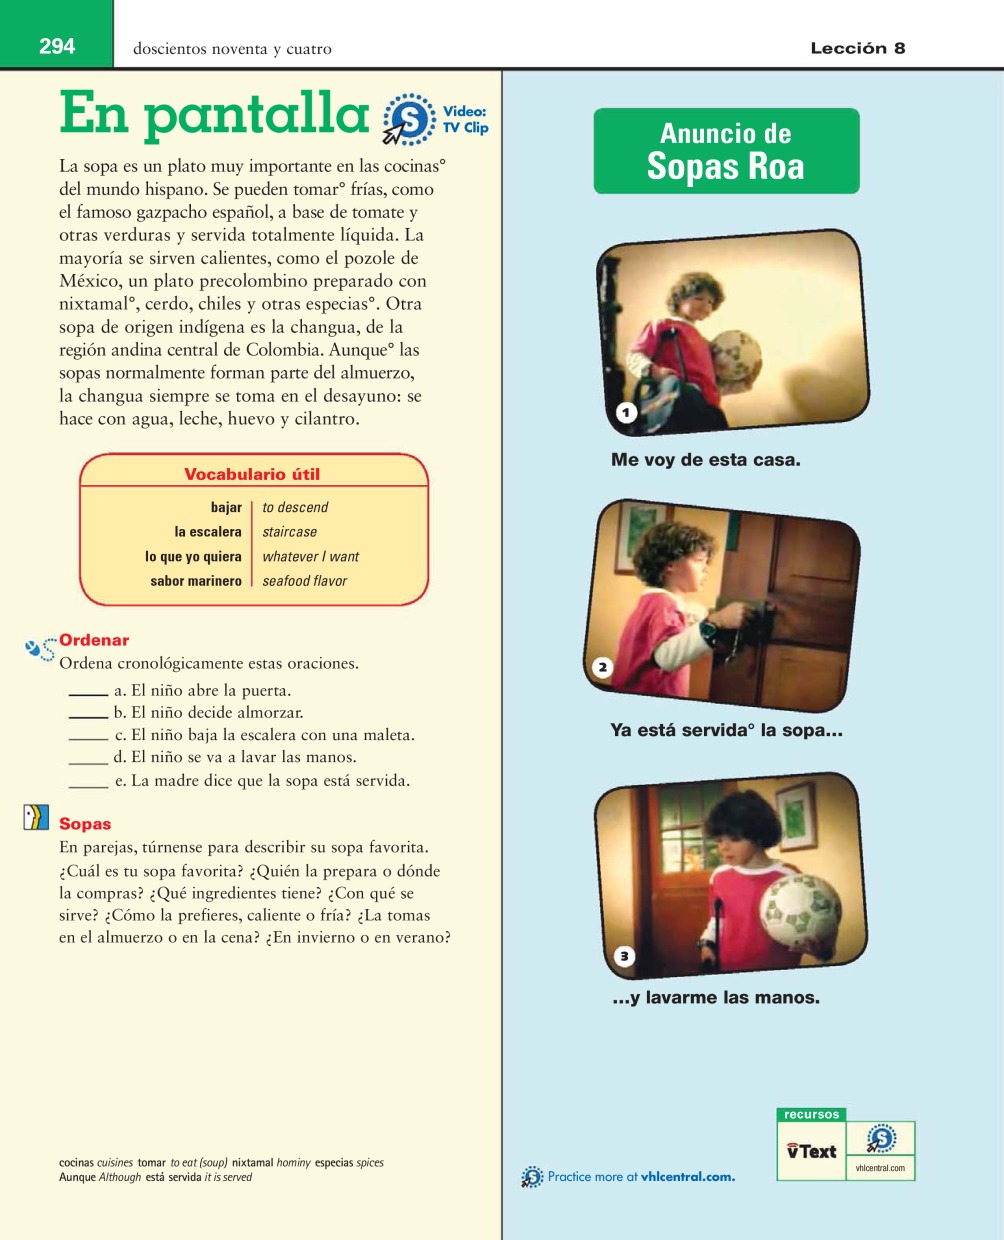 294
doscientos noventa y cuatro
Lección 8
En pantalla
Video:
TV Clip
La sopa es un plato muy importante en las cocinas°
del mundo hispano. Se pueden tomar° frías, como
el famoso gazpacho español, a base de tomate y
otras verduras y servida totalmente líquida. La
mayoría se sirven calientes, como el pozole de
México, un plato precolombino preparado con
nixtamal°, cerdo, chiles y otras especias°. Otra
sopa de origen indígena es la changua, de la
región andina central de Colombia. Aunque° las
sopas normalmente forman parte del almuerzo,
la changua siempre se toma en el desayuno: se
hace con agua, leche, huevo y cilantro.
Vocabulario útil
bajar to descend
la escalera staircase
lo que yo quiera whatever I want
sabor marinero seafood flavor
Ordenar
Ordena cronológicamente estas oraciones.
____ a. El niño abre la puerta.
____ b. El niño decide almorzar.
____ c. El niño baja la escalera con una maleta.
____ d. El niño se va a lavar las manos.
____ e. La madre dice que la sopa está servida.
Sopas
En parejas, túrnense para describir su sopa favorita.
¿Cuál es tu sopa favorita? ¿Quién la prepara o dónde
la compras? ¿Qué ingredientes tiene? ¿Con qué se
sirve? ¿Cómo la prefieres, caliente o fría? ¿La tomas
en el almuerzo o en la cena? ¿En invierno o en verano?
cocinas cuisines tomar to eat (soup) nixtamal hominy especias spices
Aunque Although está servida it is served
Anuncio de
Sopas Roa
1
Me voy de esta casa.
2
Ya está servida° la sopa...
3
...y lavarme las manos.
recursos
vText
S
vhlcentral.com
Practice more at vhlcentral.com.